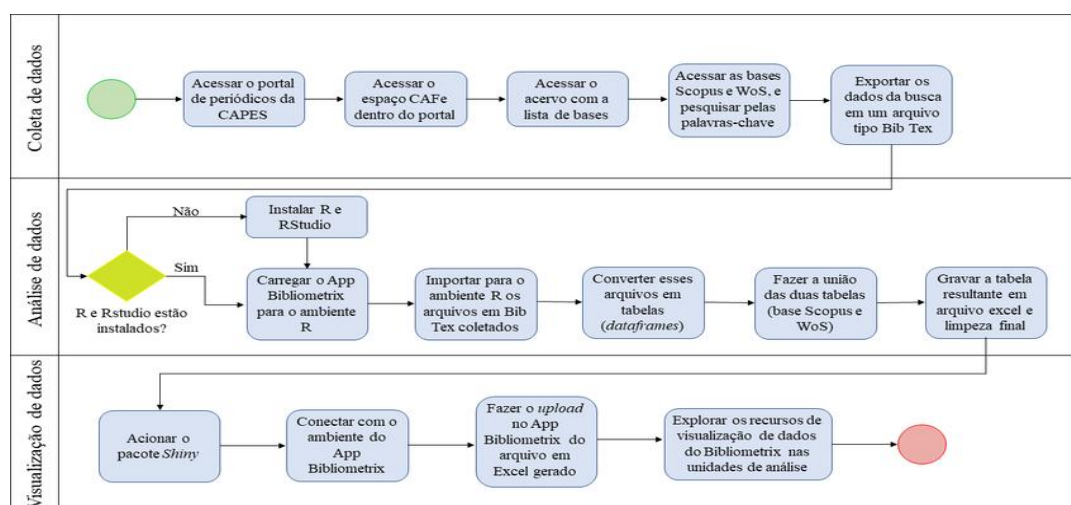 Coleta de dados
Acessar o portal
de periódicos da
CAPES
Acessar o
espaço CAFe
dentro do portal
Acessar o
acervo com a
lista de bases
Acessar as bases
Scopus e WoS, e
pesquisar pelas
palavras-chave
Exportar os
dados da busca
em um arquivo
tipo Bib Tex
Análise de dados
R e Rstudio estão
instalados?
Não
Sim
Instalar R e
RStudio
Carregar o App
Bibliometrix
para o ambiente
R
Importar para o
ambiente R os
arquivos em Bib
Tex coletados
Converter esses
arquivos em
tabelas
(dataframes)
Fazer a união
das duas tabelas
(base Scopus e
WoS)
Gravar a tabela
resultante em
arquivo excel e
limpeza final
Visualização de dados
Acionar o
pacote Shiny
Conectar com o
ambiente do App
Bibliometrix
Fazer o upload
no App
Bibliometrix do
arquivo em
Excel gerado
Explorar os recursos de
visualização de dados
do Bibliometrix nas
unidades de análise